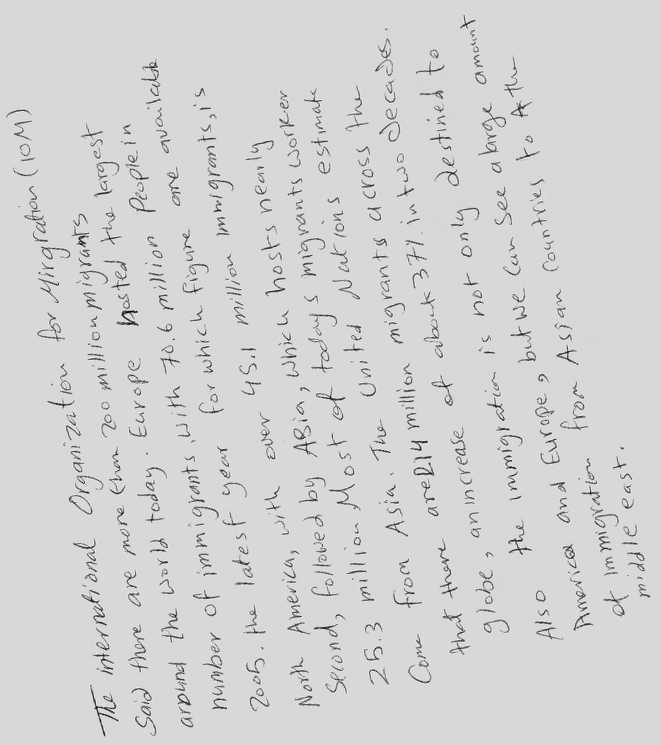 The international Organization for Mirgration (IOM)
said there are more than 200 million migrants
around the world today. Europe hosted the largest
number of immigrants, with 70.6 million People in
2005. the latest year for which figure are available
North America, with over 45.1 million immigrants, is
Second, followed by ASia, which hosts nearly
25.3 million. Most of today's migrants worker
Come from Asia. The United Nations estimate
that there are 214 million migrants across the
globe, an increase of about 37% in two decades.
Also the immigration is not only destined to
America and Europe, but we can see a large amount
of immigration from Asian Countries to the
middle east.